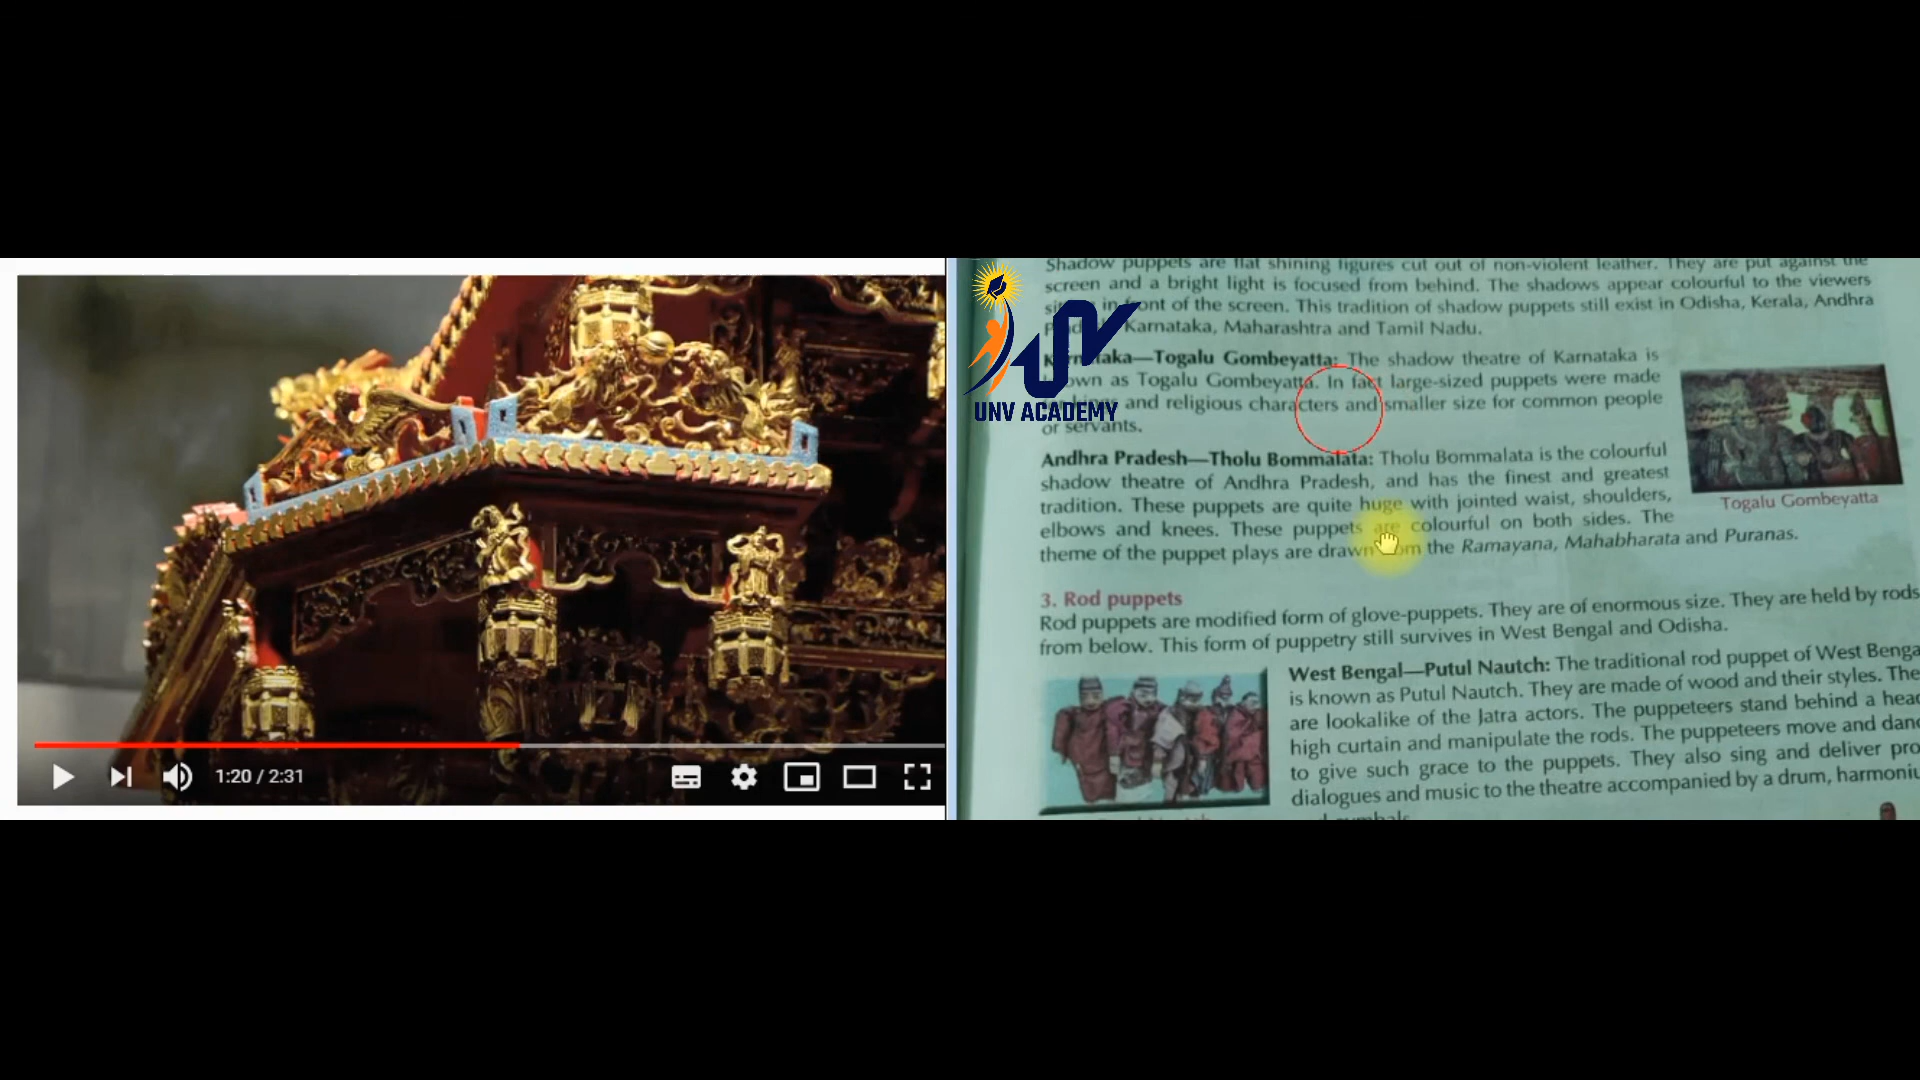 1:20 / 2:31
UNV ACADEMY
Shadow puppets are flat shining figures cut out of non-violent leather. They are put against the
screen and a bright light is focused from behind. The shadows appear colourful to the viewers
in front of the screen. This tradition of shadow puppets still exist in Odisha, Kerala, Andhra
Karnataka, Maharashtra and Tamil Nadu.
Karnataka—Togalu Gombeyatta: The shadow theatre of Karnataka is
known as Togalu Gombeyatta. In fact large-sized puppets were made
and religious characters and smaller size for common people
or servants.
Togalu Gombeyatta
Andhra Pradesh—Tholu Bommalata: Tholu Bommalata is the colourful
shadow theatre of Andhra Pradesh, and has the finest and greatest
tradition. These puppets are quite huge with jointed waist, shoulders,
elbows and knees. These puppets are colourful on both sides. The
theme of the puppet plays are drawn from the Ramayana, Mahabharata and Puranas.
3. Rod puppets
Rod puppets are modified form of glove-puppets. They are of enormous size. They are held by rods
from below. This form of puppetry still survives in West Bengal and Odisha.
West Bengal—Putul Nautch: The traditional rod puppet of West Benga
is known as Putul Nautch. They are made of wood and their styles. The
are lookalike of the Jatra actors. The puppeteers stand behind a hea
high curtain and manipulate the rods. The puppeteers move and danc
to give such grace to the puppets. They also sing and deliver pro
dialogues and music to the theatre accompanied by a drum, harmoniu